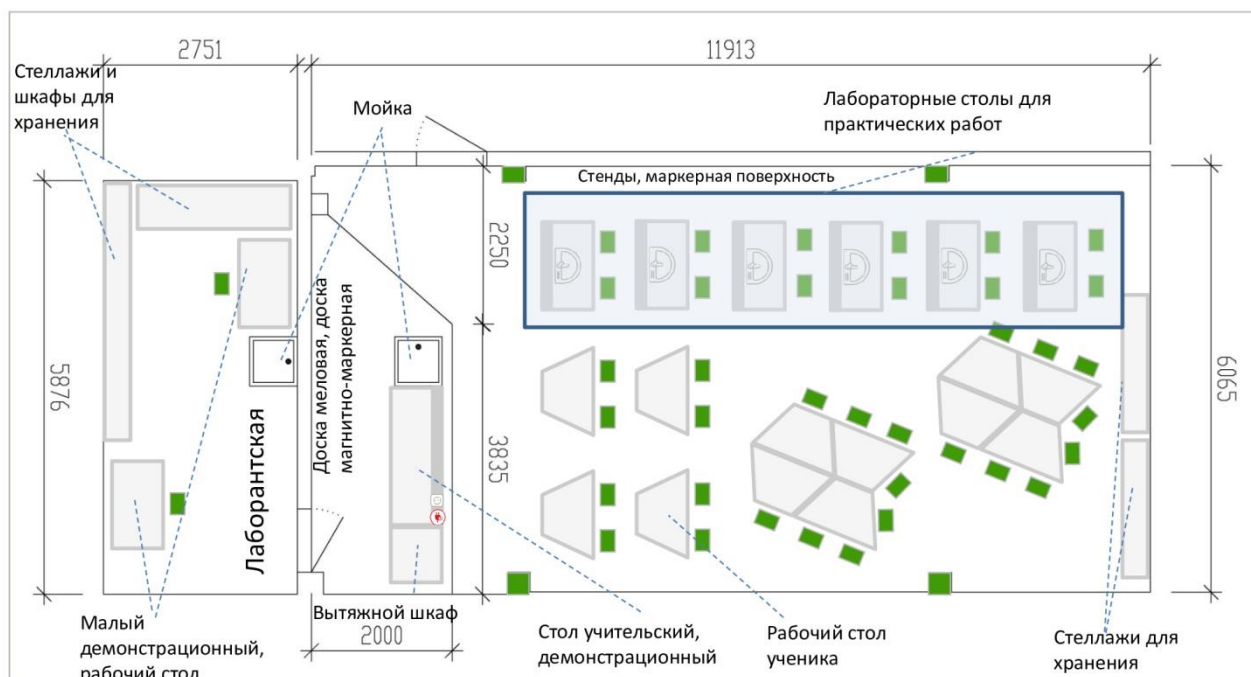 2751
11913
Стеллажи и
шкафы для
хранения
Мойка
Лабораторные столы для
практических работ
Стенды, маркерная поверхность
2250
Доска меловая, доска
магнитно-маркерная
5876
6065
Лаборантская
3835
Вытяжной шкаф
2000
Малый
демонстрационный,
рабочий стол
Стол учительский,
демонстрационный
Рабочий стол
ученика
Стеллажи для
хранения